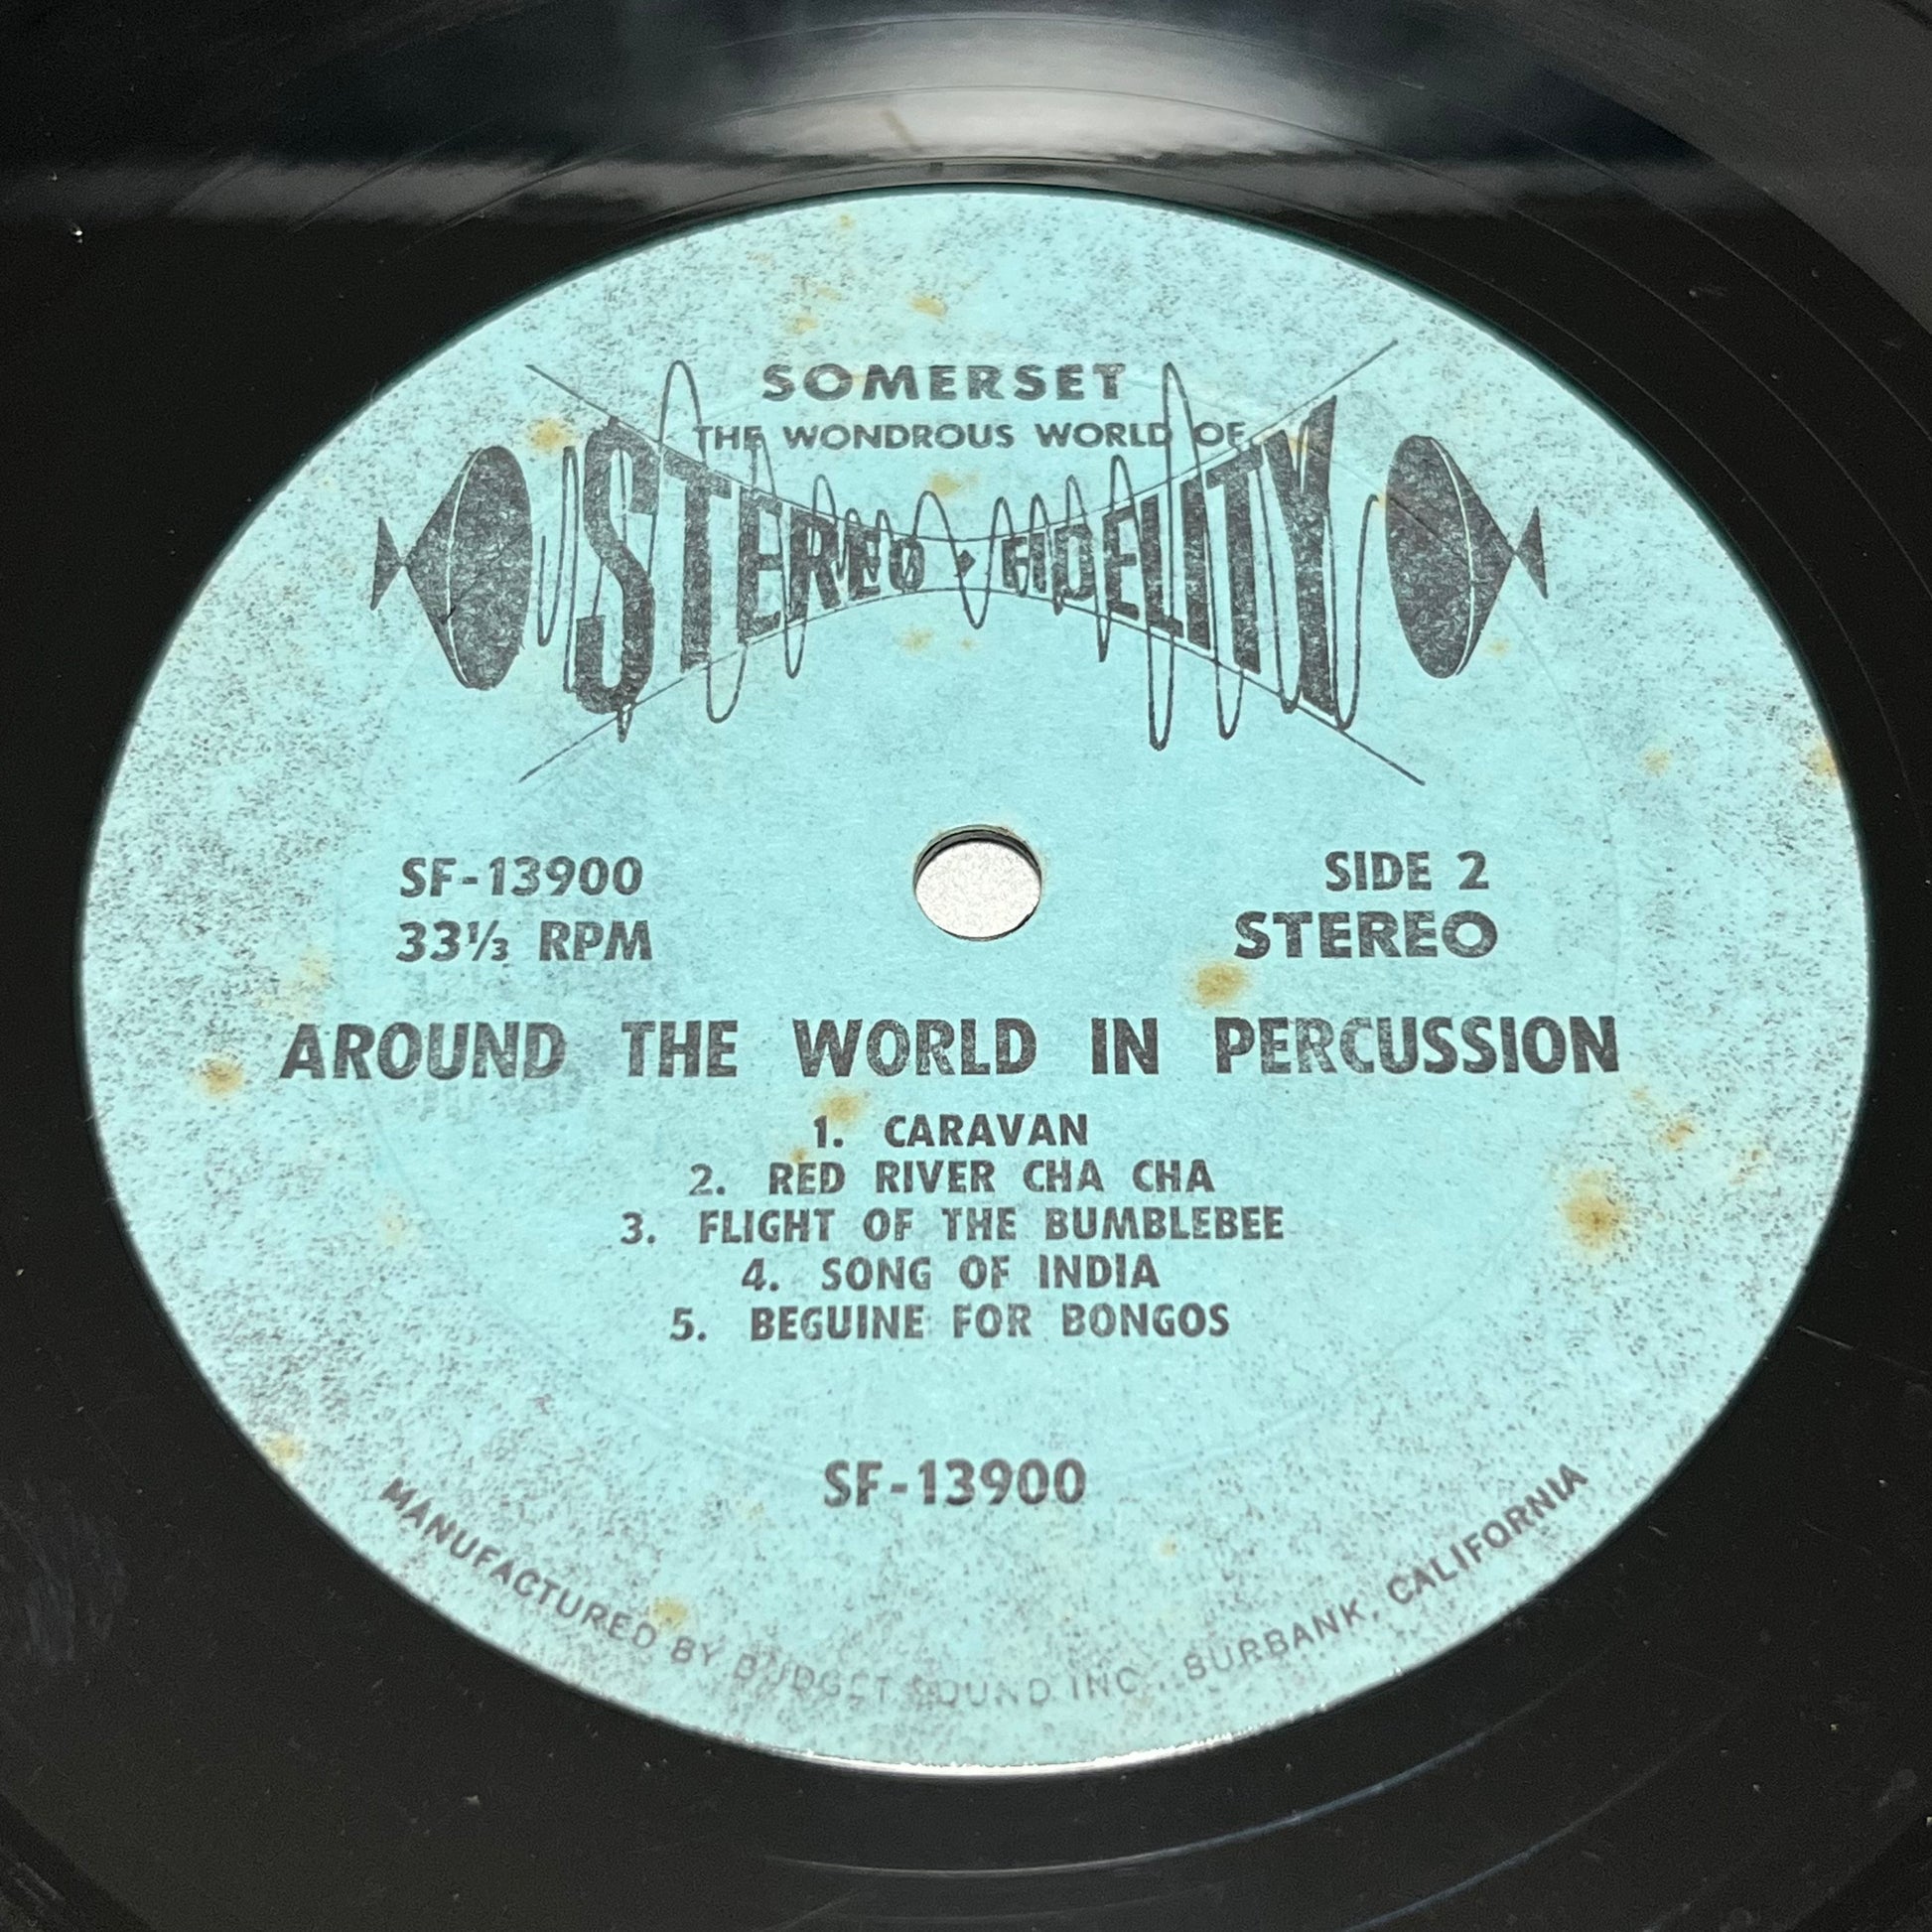 SOMERSET
THE WONDROUS WORLD OF
STEREO • FIDELITY
SF-13900
33⅓ RPM
SIDE 2
STEREO
AROUND THE WORLD IN PERCUSSION
1. CARAVAN
2. RED RIVER CHA CHA
3. FLIGHT OF THE BUMBLEBEE
4. SONG OF INDIA
5. BEGUINE FOR BONGOS
SF-13900
MANUFACTURED BY BUDGET SOUND INC., BURBANK, CALIFORNIA